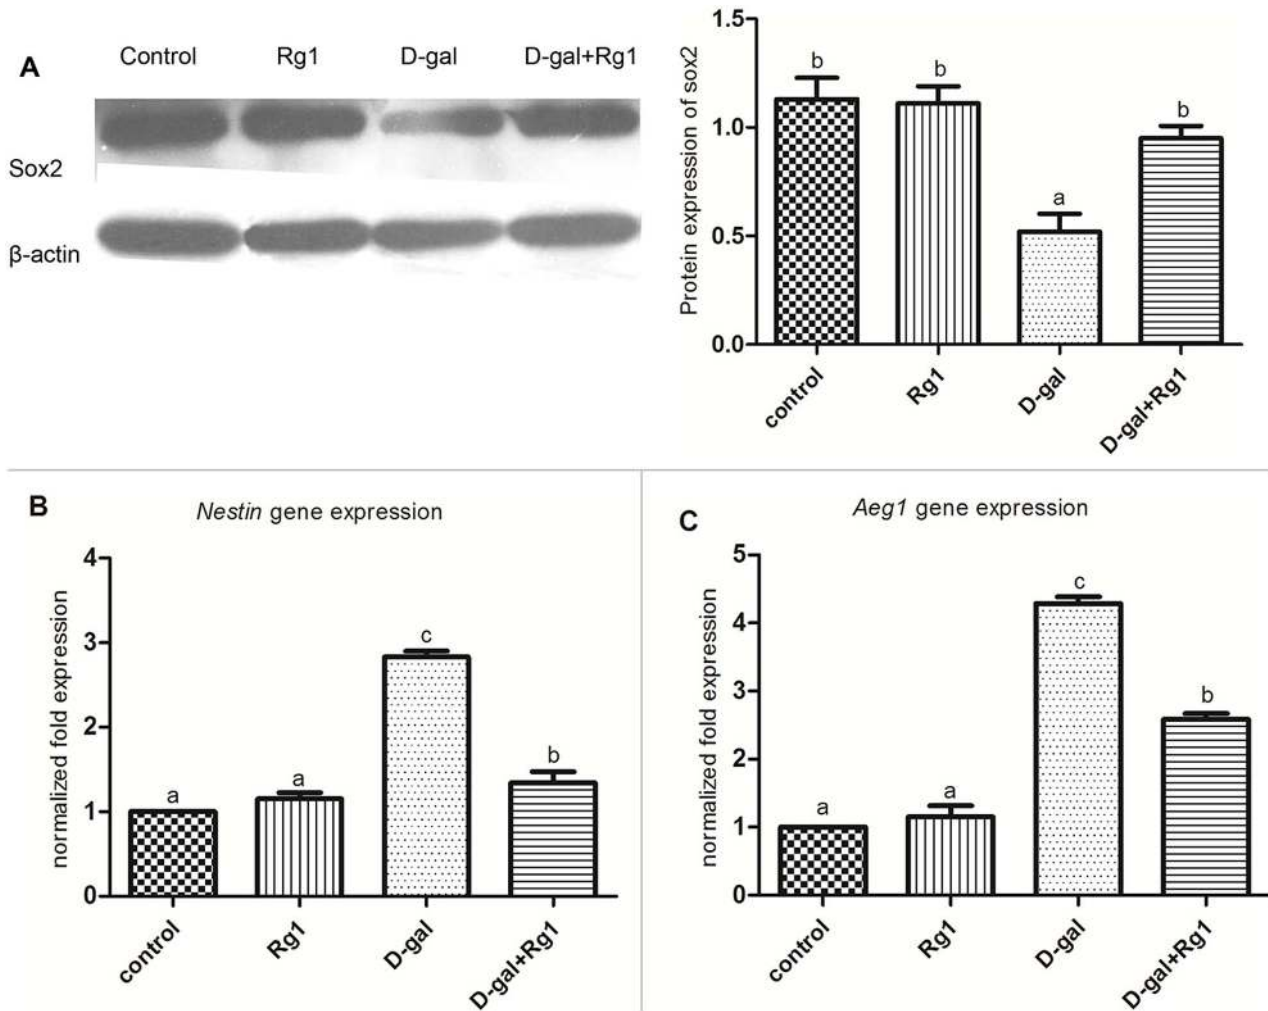 A
Control Rg1 D-gal D-gal+Rg1
Sox2
β-actin
Protein expression of sox2
1.5
1.0
0.5
0.0
b b a b
control Rg1 D-gal D-gal+Rg1
B
Nestin gene expression
normalized fold expression
4
3
2
1
0
a a c b
control Rg1 D-gal D-gal+Rg1
C
Aeg1 gene expression
normalized fold expression
5
4
3
2
1
0
a a c b
control Rg1 D-gal D-gal+Rg1